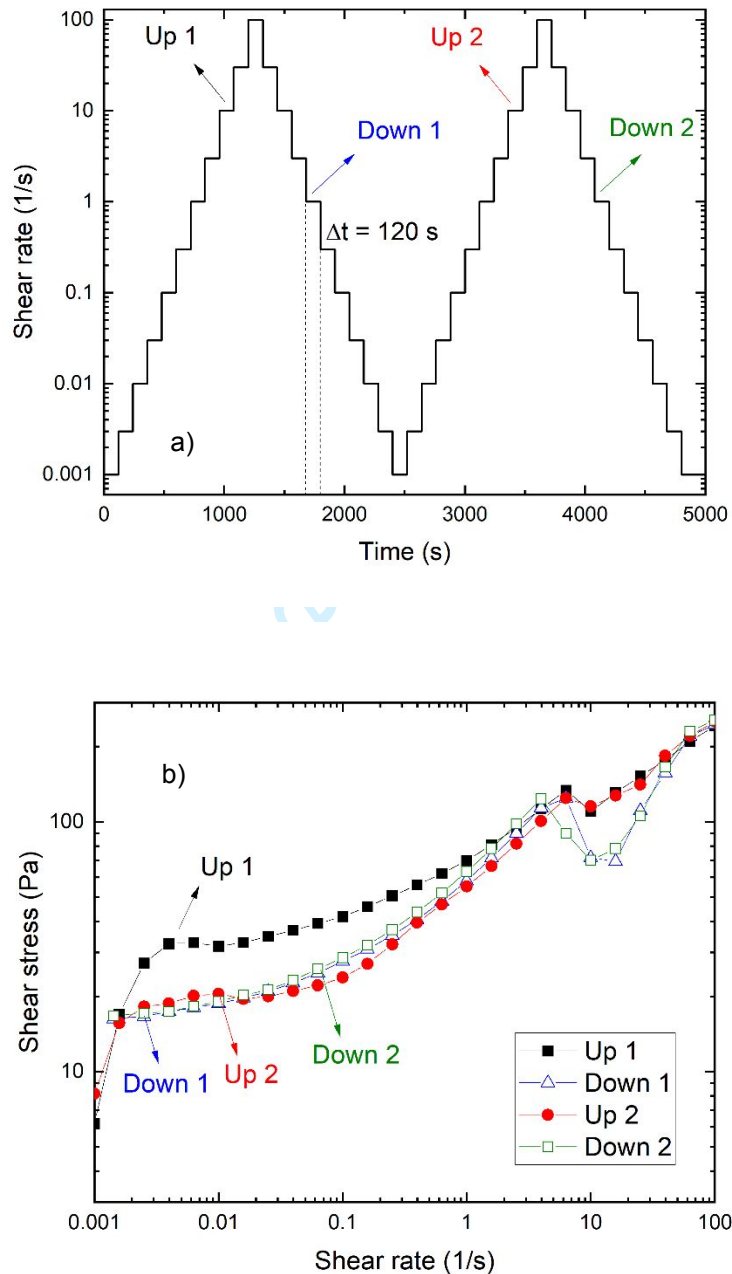 100
10
1
0.1
0.01
0.001
Shear rate (1/s)
Up 1
Up 2
Down 1
Down 2
Δt = 120 s
a)
0
1000
2000
3000
4000
5000
Time (s)
100
10
Shear stress (Pa)
b)
Up 1
Down 1
Up 2
Down 2
Up 1
Down 1
Up 2
Down 2
0.001
0.01
0.1
1
10
100
Shear rate (1/s)